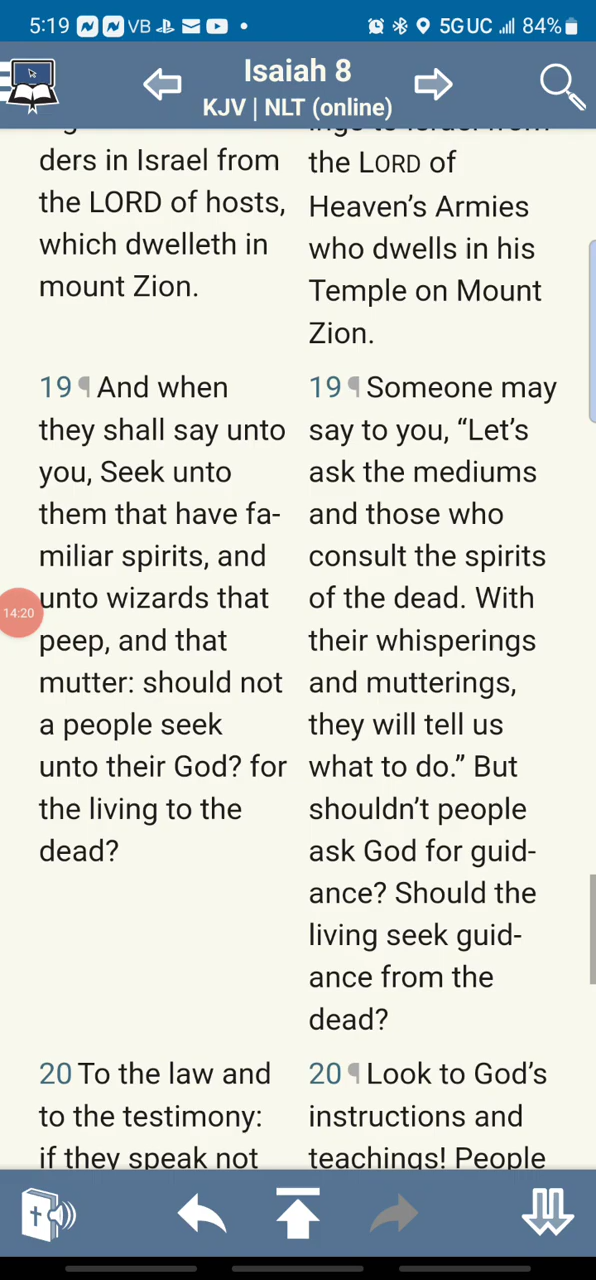 5:19 VB 5G UC 84%
Isaiah 8
KJV | NLT (online)
ders in Israel from
the LORD of hosts,
which dwelleth in
mount Zion.
19 ¶ And when
they shall say unto
you, Seek unto
them that have fa-
miliar spirits, and
unto wizards that
peep, and that
mutter: should not
a people seek
unto their God? for
the living to the
dead?
20 To the law and
to the testimony:
if they speak not
the LORD of
Heaven’s Armies
who dwells in his
Temple on Mount
Zion.
19 ¶ Someone may
say to you, “Let’s
ask the mediums
and those who
consult the spirits
of the dead. With
their whisperings
and mutterings,
they will tell us
what to do.” But
shouldn’t people
ask God for guid-
ance? Should the
living seek guid-
ance from the
dead?
20 ¶ Look to God’s
instructions and
teachings! People
14:20